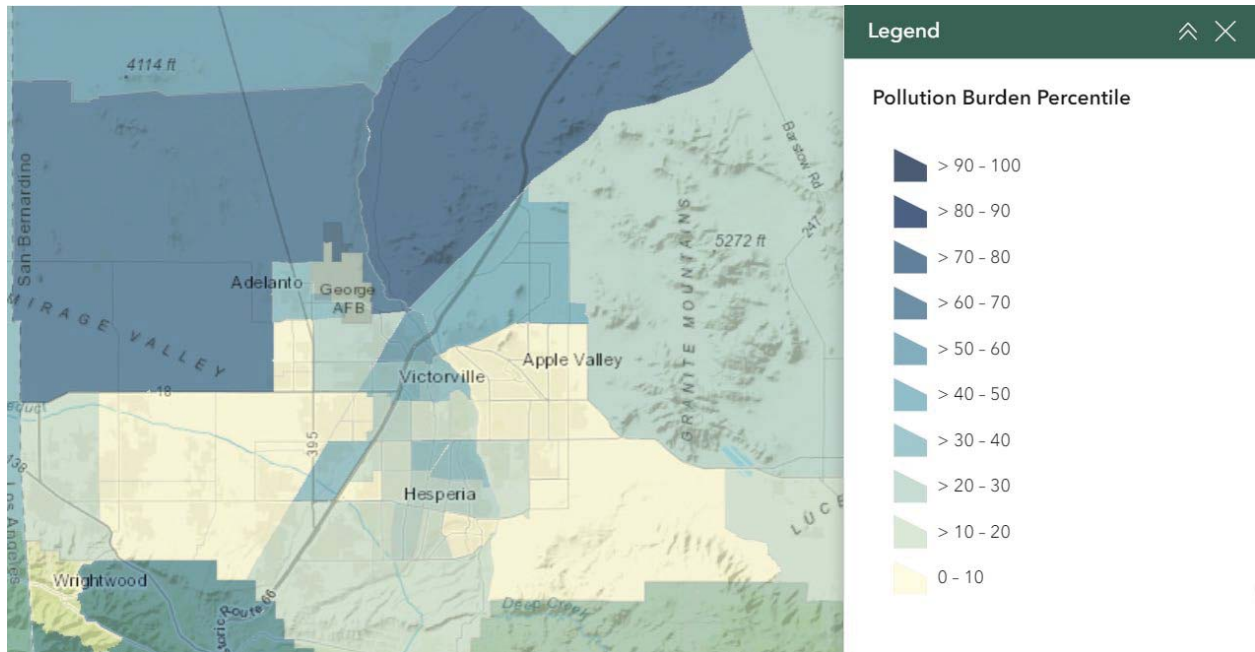 4114 ft
San Bernardino
Barstow Rd
247
GRANITE MOUNTAINS
5272 ft
Adelanto
George
AFB
MIRAGE VALLEY
Apple Valley
Victorville
18
395
138
Hesperia
Los Angeles
Wrightwood
Route 66
Deep Creek
Legend
Pollution Burden Percentile
> 90 - 100
> 80 - 90
> 70 - 80
> 60 - 70
> 50 - 60
> 40 - 50
> 30 - 40
> 20 - 30
> 10 - 20
0 - 10